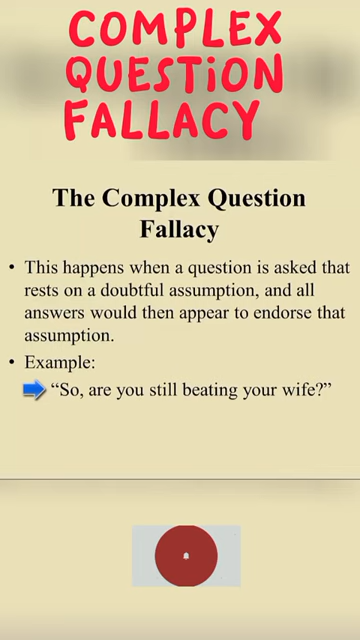 COMPLEX
QUESTiON
FALLACY
The Complex Question
Fallacy
• This happens when a question is asked that
rests on a doubtful assumption, and all
answers would then appear to endorse that
assumption.
• Example:
“So, are you still beating your wife?”